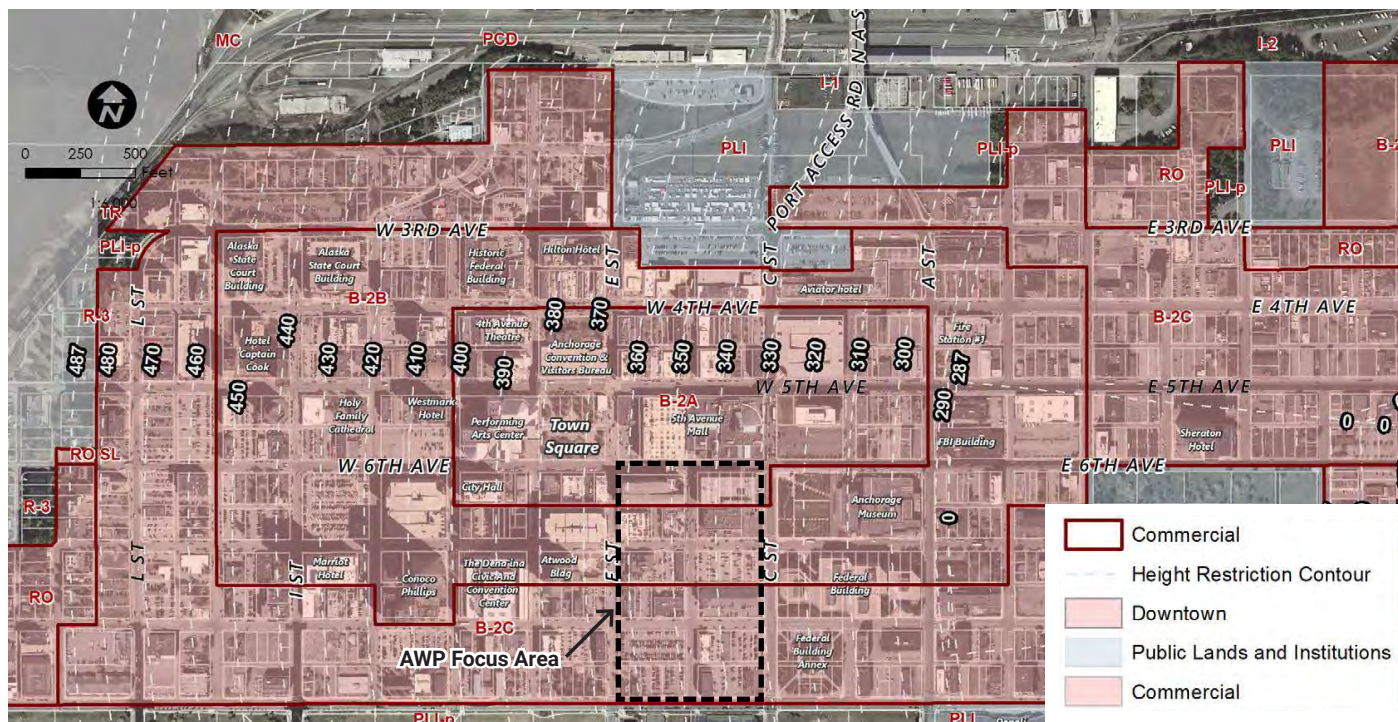 MC
PCD
I-2
N
PORT ACCESS RD NAS
I-1
0 250 500
Feet
PLI
PLI-p
PLI
RO
PLI-p
TR
PLI-p
W 3RD AVE
E 3RD AVE
RO
Alaska
State
Court
Building
Alaska
State Court
Building
Historic
Federal
Building
Hilton Hotel
E ST
C ST
A ST
Aviator hotel
L ST
B-2B
W 4TH AVE
E 4TH AVE
R-3
B-2C
487
480
470
460
450
440
430
420
410
400
390
380
370
360
350
340
330
320
310
300
290
287
0
0
Hotel
Captain
Cook
4th Avenue
Theatre
Anchorage
Convention &
Visitors Bureau
Fire
Station #1
W 5TH AVE
E 5TH AVE
B-2A
Holy
Family
Cathedral
Westmark
Hotel
Performing
Arts Center
Town
Square
5th Avenue
Mall
FBI Building
Sheraton
Hotel
RO SL
W 6TH AVE
E 6TH AVE
R-3
City Hall
Anchorage
Museum
0
L ST
I ST
E ST
C ST
Marriot
Hotel
Conoco
Phillips
The Dena'ina
Civic And
Convention
Center
Atwood
Bldg
Federal
Building
RO
B-2C
AWP Focus Area
Federal
Building
Annex
PLI-p
PLI
Commercial
Height Restriction Contour
Downtown
Public Lands and Institutions
Commercial